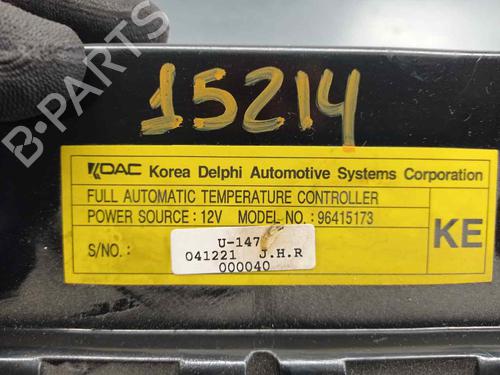 B-PARTS
15214
KDAC Korea Delphi Automotive Systems Corporation
FULL AUTOMATIC TEMPERATURE CONTROLLER
POWER SOURCE : 12V MODEL NO. : 96415173
S/NO. :
U-147
041221 J.H.R
000040
KE